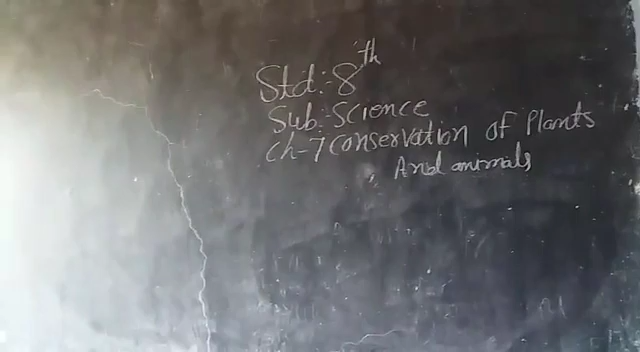 Std:- 8th
Sub:- Science
Ch-7 Conservation of Plants
And animals